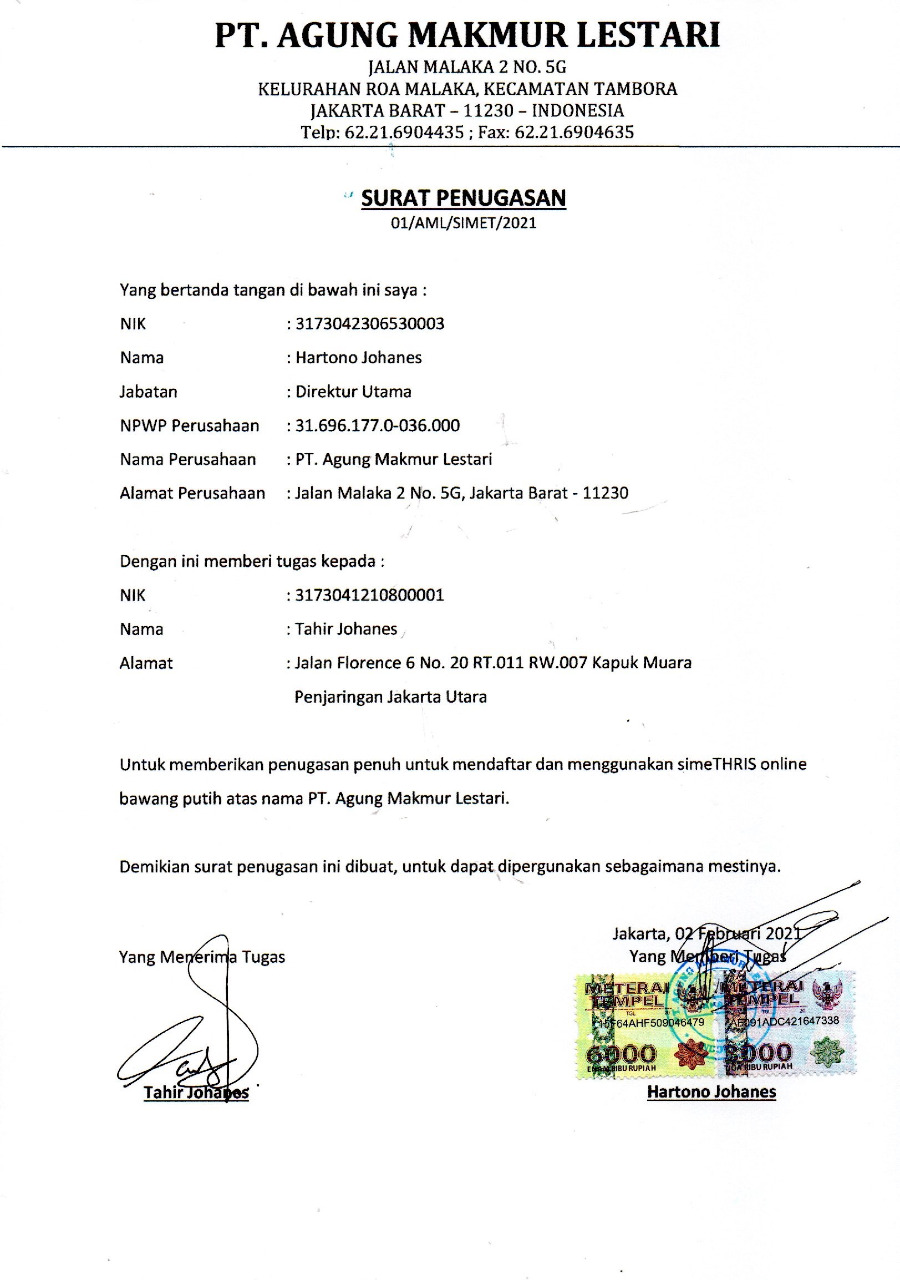 PT. AGUNG MAKMUR LESTARI
JALAN MALAKA 2 NO. 5G
KELURAHAN ROA MALAKA, KECAMATAN TAMBORA
JAKARTA BARAT – 11230 – INDONESIA
Telp: 62.21.6904435 ; Fax: 62.21.6904635
SURAT PENUGASAN
01/AML/SIMET/2021
Yang bertanda tangan di bawah ini saya :
NIK : 3173042306530003
Nama : Hartono Johanes
Jabatan : Direktur Utama
NPWP Perusahaan : 31.696.177.0-036.000
Nama Perusahaan : PT. Agung Makmur Lestari
Alamat Perusahaan : Jalan Malaka 2 No. 5G, Jakarta Barat - 11230
Dengan ini memberi tugas kepada :
NIK : 3173041210800001
Nama : Tahir Johanes
Alamat : Jalan Florence 6 No. 20 RT.011 RW.007 Kapuk Muara
Penjaringan Jakarta Utara
Untuk memberikan penugasan penuh untuk mendaftar dan menggunakan simeTHRIS online
bawang putih atas nama PT. Agung Makmur Lestari.
Demikian surat penugasan ini dibuat, untuk dapat dipergunakan sebagaimana mestinya.
Jakarta, 02 Februari 2021
Yang Menerima Tugas
Yang Memberi Tugas
METERAI TEMPEL
METERAI TEMPEL
6000
ENAM RIBU RUPIAH
RIBU RUPIAH
Tahir Johanes
Hartono Johanes